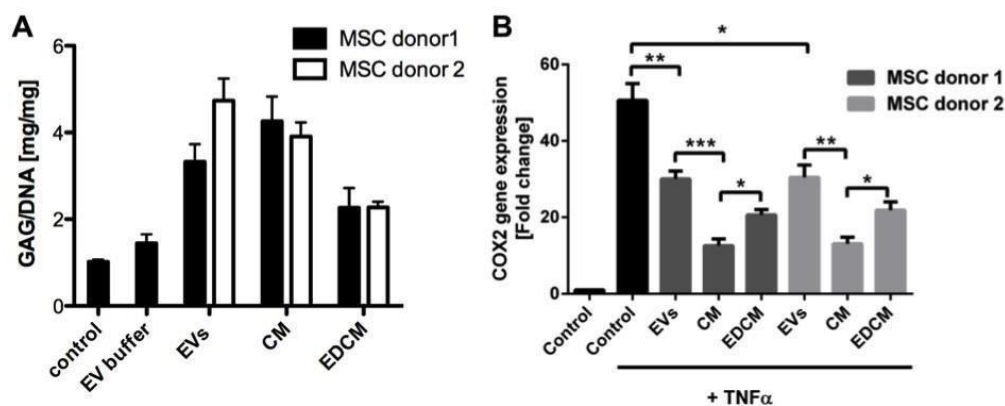 A
MSC donor1
MSC donor 2
GAG/DNA [mg/mg]
6
4
2
0
control
EV buffer
EVs
CM
EDCM
B
*
**
***
*
**
*
MSC donor 1
MSC donor 2
COX2 gene expression
[Fold change]
60
40
20
0
Control
Control
EVs
CM
EDCM
EVs
CM
EDCM
+ TNFα